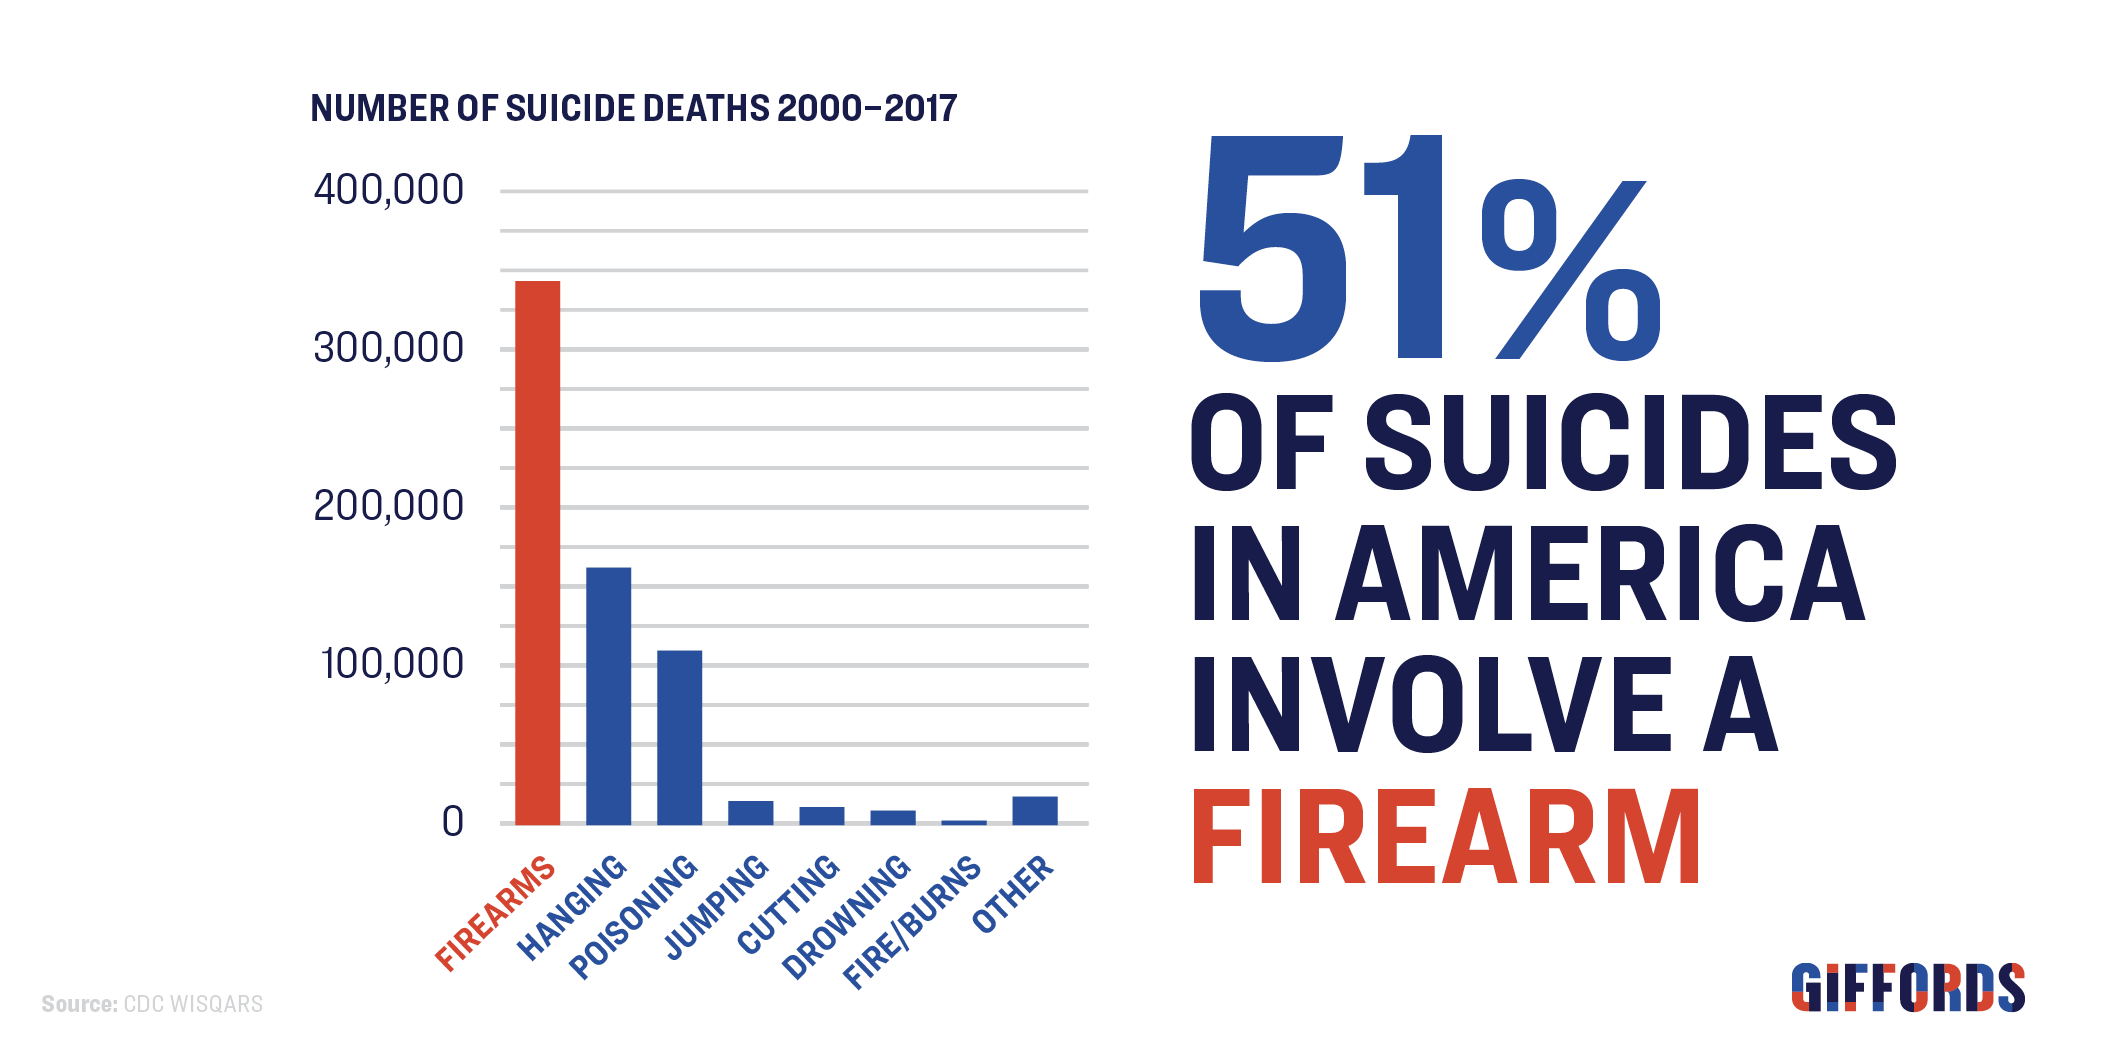 NUMBER OF SUICIDE DEATHS 2000–2017
400,000
300,000
200,000
100,000
0
FIREARMS
HANGING
POISONING
JUMPING
CUTTING
DROWNING
FIRE/BURNS
OTHER
51%
OF SUICIDES
IN AMERICA
INVOLVE A
FIREARM
Source: CDC WISQARS
GIFFORDS